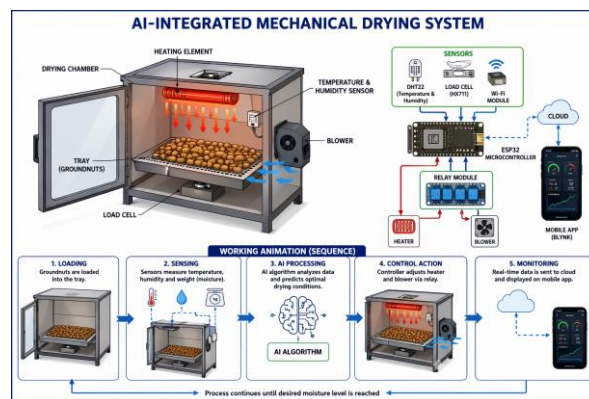 AI-INTEGRATED MECHANICAL DRYING SYSTEM
HEATING ELEMENT
DRYING CHAMBER
TEMPERATURE &
HUMIDITY SENSOR
BLOWER
TRAY
(GROUNDNUTS)
LOAD CELL
SENSORS
DHT22
(Temperature &
Humidity)
LOAD CELL
(HX711)
Wi-Fi
MODULE
CLOUD
ESP32
MICROCONTROLLER
RELAY MODULE
HEATER
BLOWER
MOBILE APP
(BLYNK)
WORKING ANIMATION (SEQUENCE)
1. LOADING
Groundnuts are loaded
into the tray.
2. SENSING
Sensors measure temperature,
humidity and weight (moisture).
3. AI PROCESSING
AI algorithm analyzes data
and predicts optimal
drying conditions.
AI ALGORITHM
4. CONTROL ACTION
Controller adjusts heater
and blower via relay.
5. MONITORING
Real-time data is sent to cloud
and displayed on mobile app.
Process continues until desired moisture level is reached